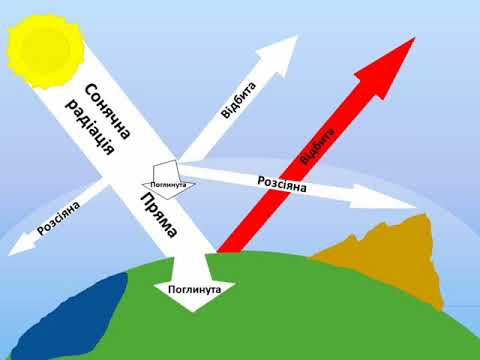 Сонячна
радіація
Відбита
Відбита
Поглинута
Розсіяна
Розсіяна
Пряма
Поглинута